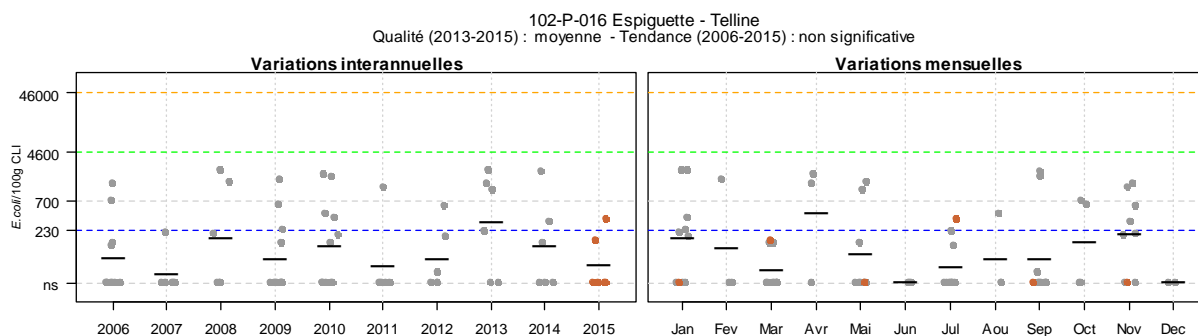 102-P-016 Espiguette - Telline
Qualité (2013-2015) : moyenne - Tendance (2006-2015) : non significative
Variations interannuelles
Variations mensuelles
E.coli/100g CLI
46000
4600
700
230
ns
2006 2007 2008 2009 2010 2011 2012 2013 2014 2015
Jan Fev Mar Avr Mai Jun Jul Aou Sep Oct Nov Dec